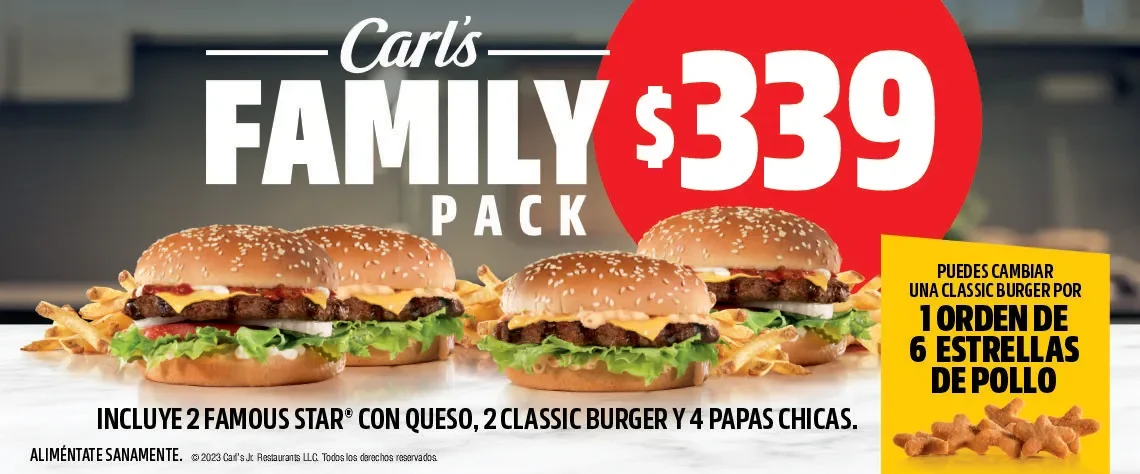 Carl's
FAMILY
PACK
$339
PUEDES CAMBIAR
UNA CLASSIC BURGER POR
1 ORDEN DE
6 ESTRELLAS
DE POLLO
INCLUYE 2 FAMOUS STAR® CON QUESO, 2 CLASSIC BURGER Y 4 PAPAS CHICAS.
ALIMÉNTATE SANAMENTE. © 2023 Carl's Jr. Restaurants LLC. Todos los derechos reservados.